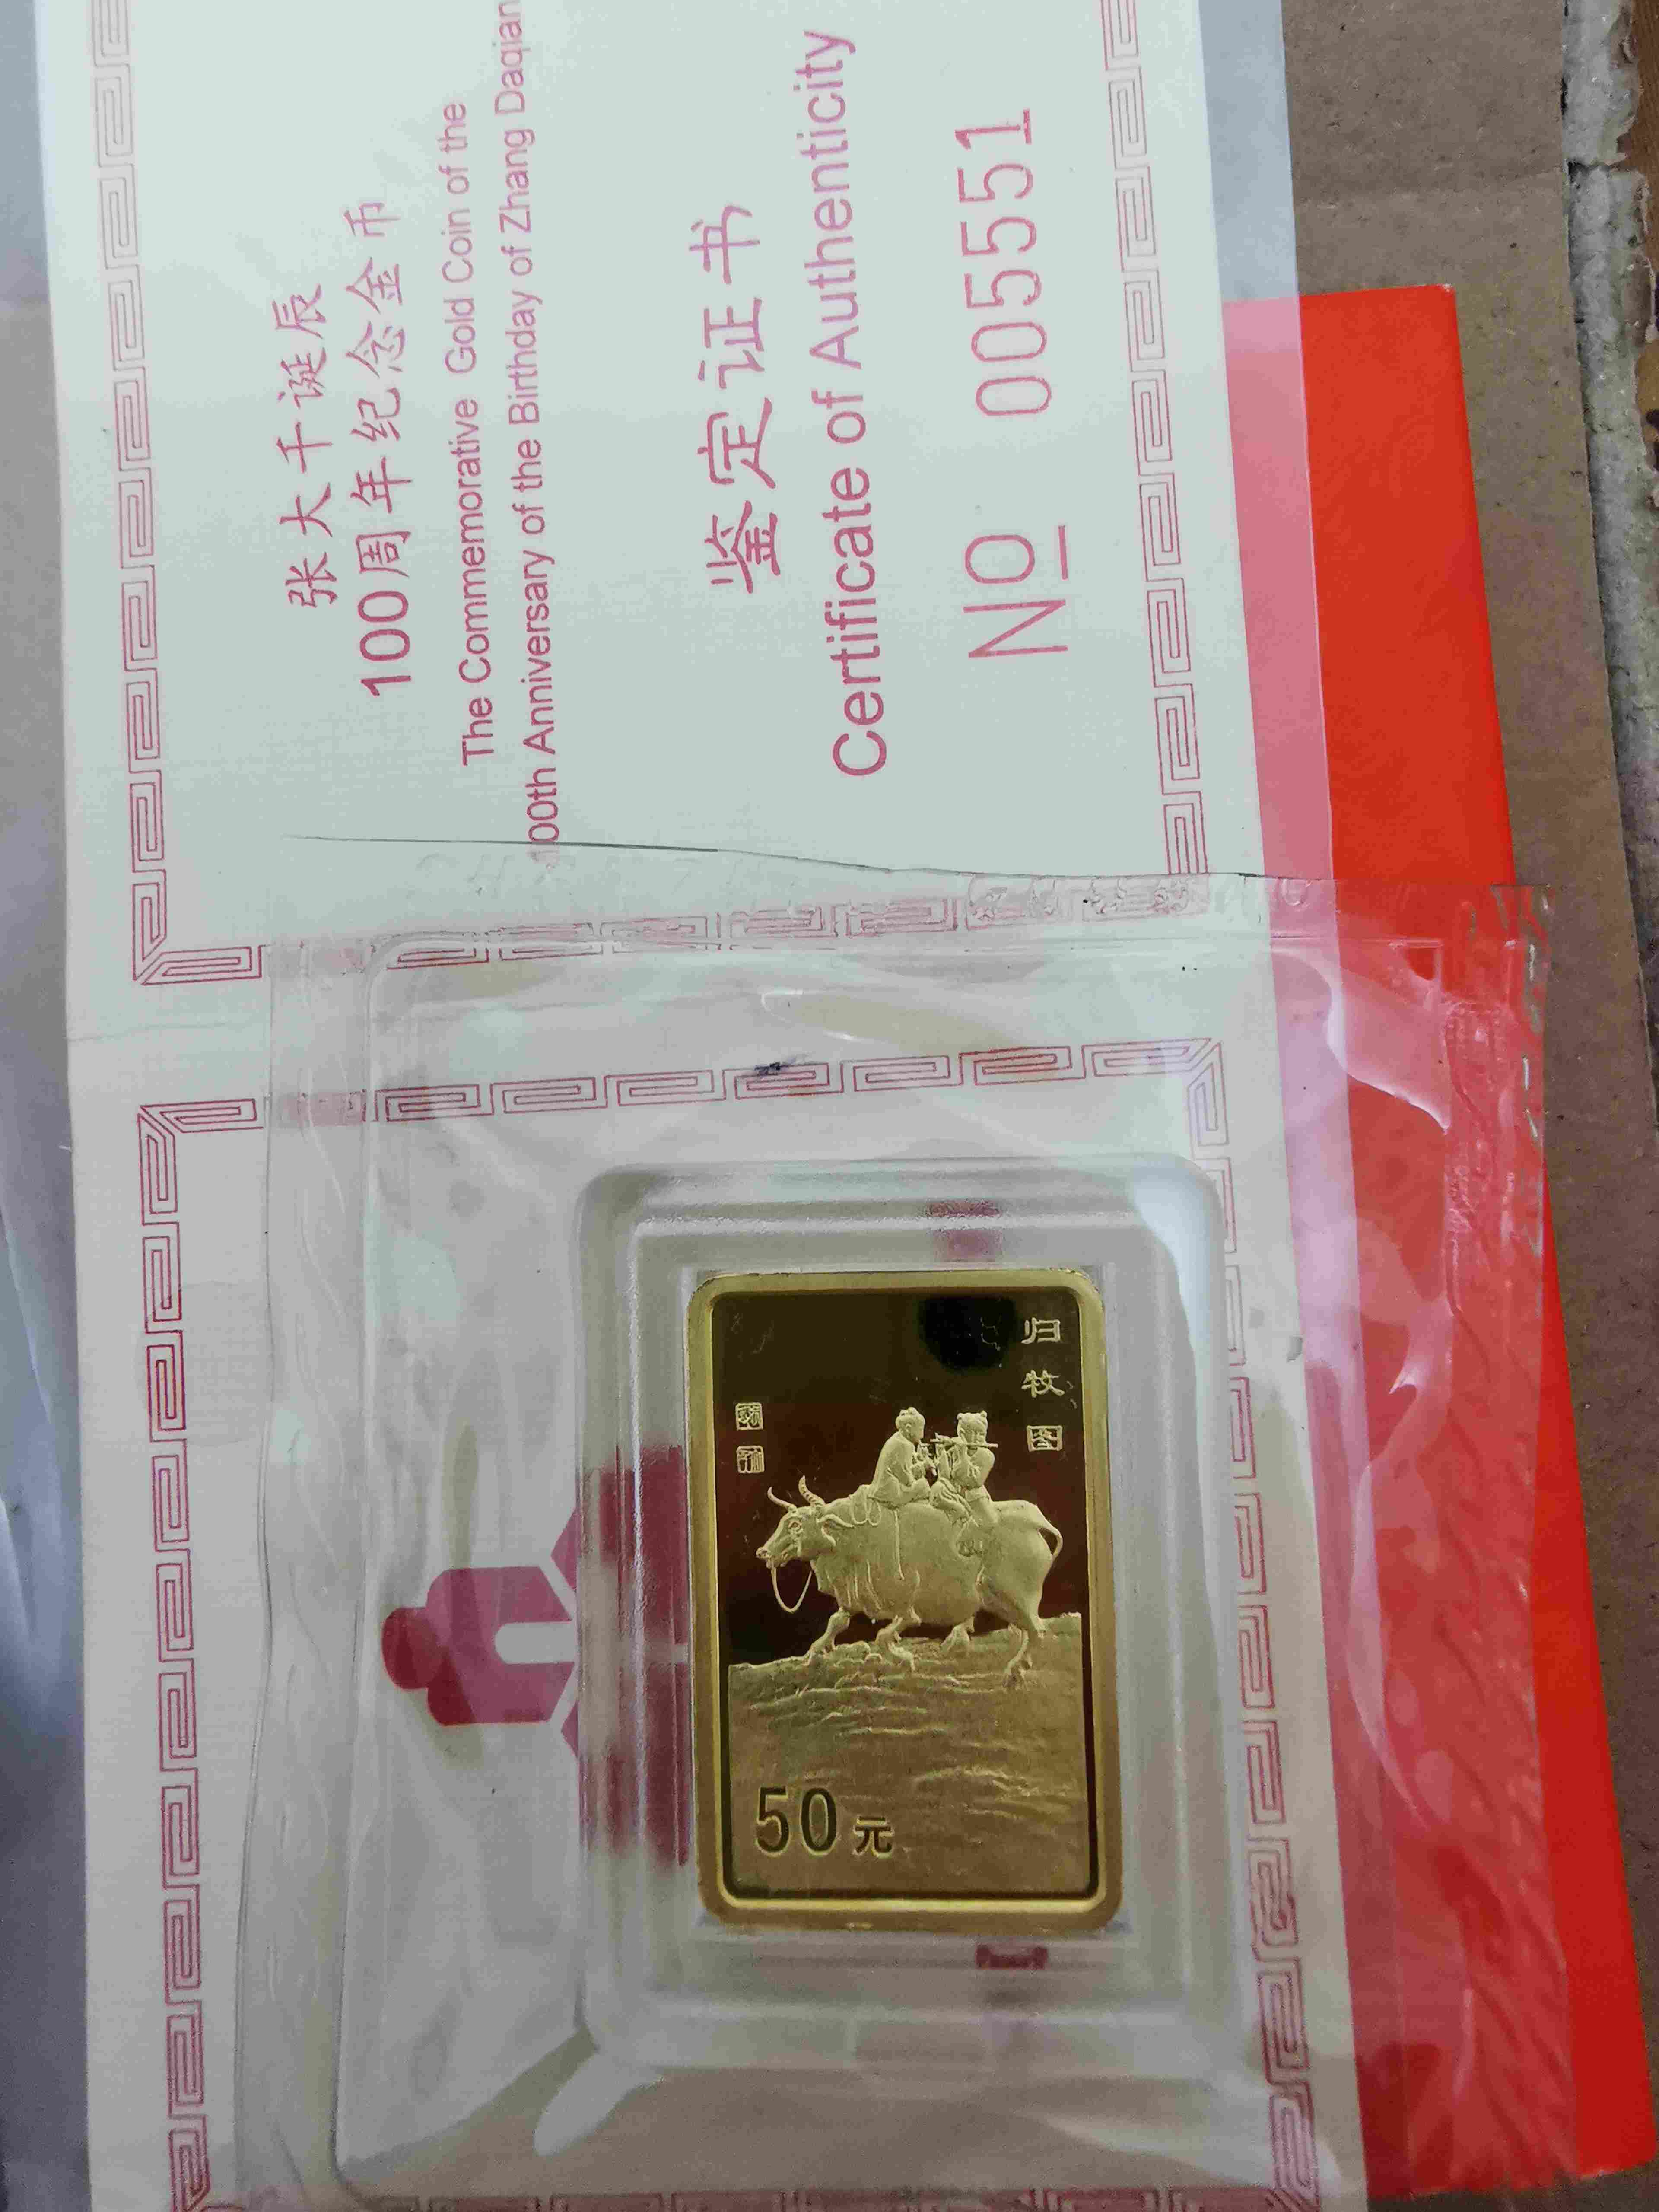 张大千诞辰
100周年纪念金币
The Commemorative Gold Coin of the
100th Anniversary of the Birthday of Zhang Daqian
鉴定证书
Certificate of Authenticity
NO 005551
归牧图
50元